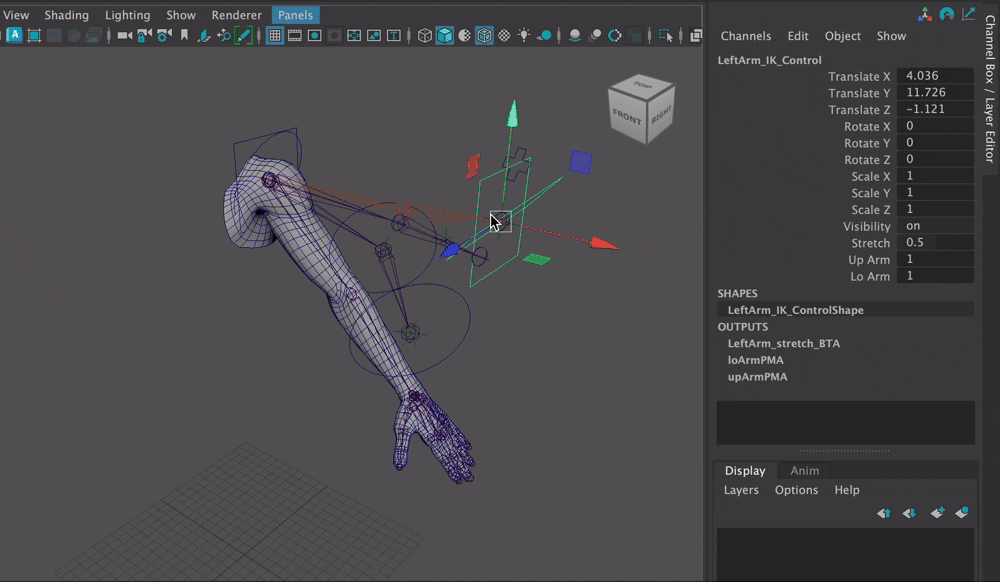 View Shading Lighting Show Renderer Panels
A
T
TOP
FRONT
RIGHT
Channels Edit Object Show
LeftArm_IK_Control
Translate X 4.036
Translate Y 11.726
Translate Z -1.121
Rotate X 0
Rotate Y 0
Rotate Z 0
Scale X 1
Scale Y 1
Scale Z 1
Visibility on
Stretch 0.5
Up Arm 1
Lo Arm 1
SHAPES
LeftArm_IK_ControlShape
OUTPUTS
LeftArm_stretch_BTA
loArmPMA
upArmPMA
Display Anim
Layers Options Help
Channel Box / Layer Editor